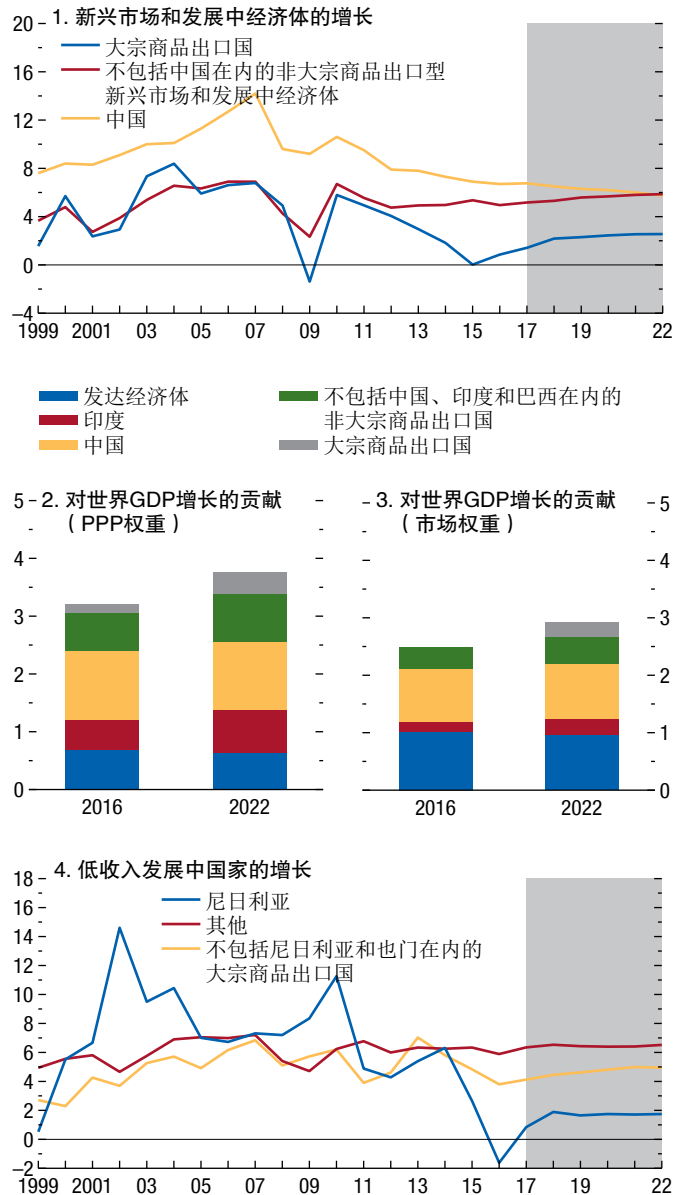 1. 新兴市场和发展中经济体的增长
大宗商品出口国
不包括中国在内的非大宗商品出口型
新兴市场和发展中经济体
中国
20
16
12
8
4
0
–4
1999 2001 03 05 07 09 11 13 15 17 19 22
发达经济体
印度
中国
不包括中国、印度和巴西在内的
非大宗商品出口国
大宗商品出口国
2. 对世界GDP增长的贡献
(PPP权重)
5
4
3
2
1
0
2016 2022
3. 对世界GDP增长的贡献
(市场权重)
5
4
3
2
1
0
2016 2022
4. 低收入发展中国家的增长
尼日利亚
其他
不包括尼日利亚和也门在内的
大宗商品出口国
18
16
14
12
10
8
6
4
2
0
–2
1999 2001 03 05 07 09 11 13 15 17 19 22